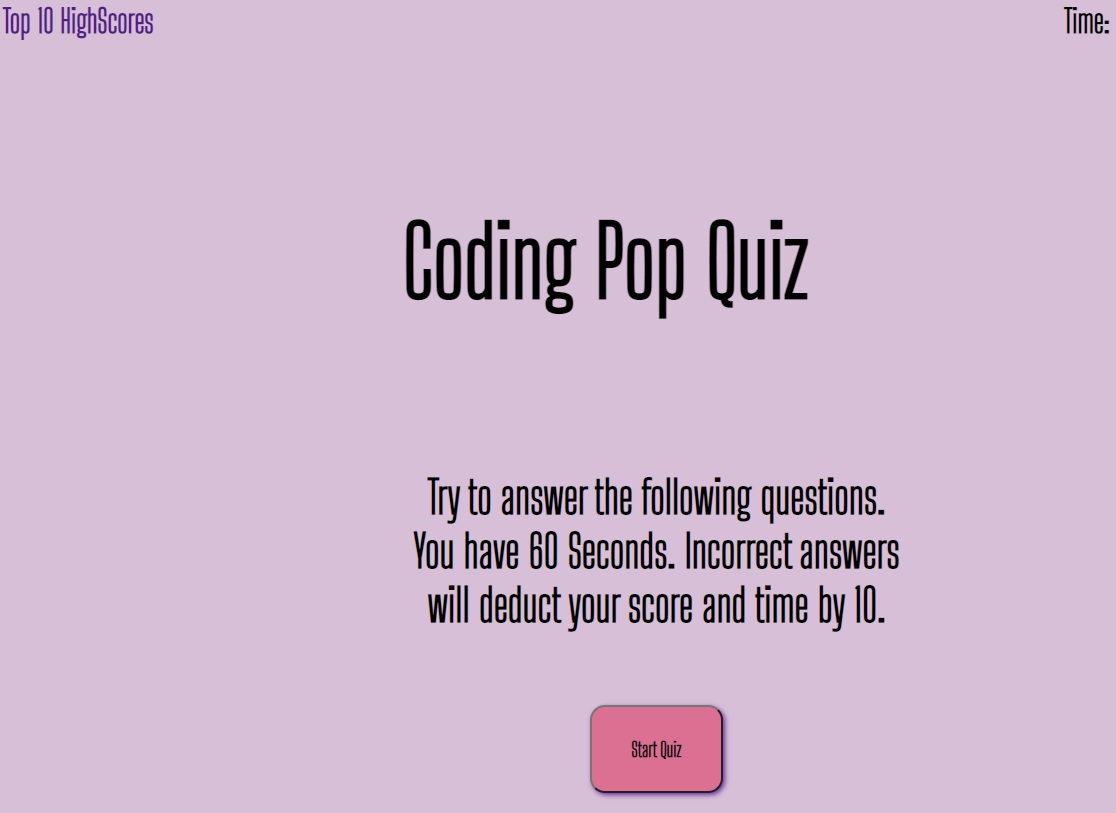 Top 10 HighScores
Time:
Coding Pop Quiz
Try to answer the following questions.
You have 60 Seconds. Incorrect answers
will deduct your score and time by 10.
Start Quiz